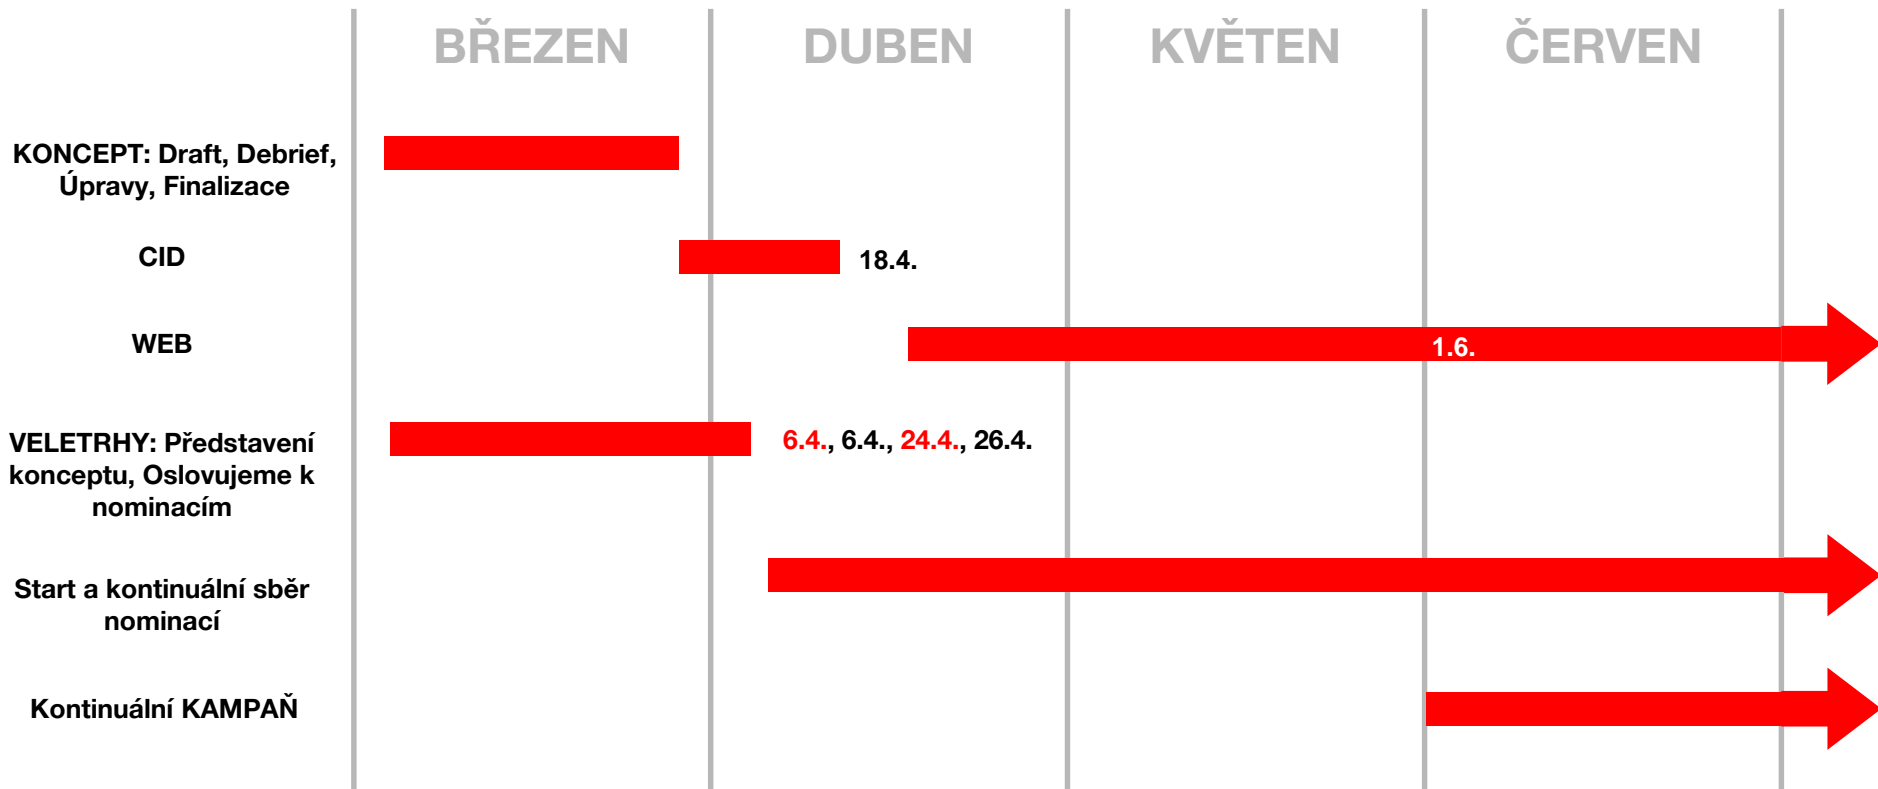 BŘEZEN
DUBEN
KVĚTEN
ČERVEN
KONCEPT: Draft, Debrief,
Úpravy, Finalizace
CID
18.4.
WEB
1.6.
VELETRHY: Představení
konceptu, Oslovujeme k
nominacím
6.4., 6.4., 24.4., 26.4.
Start a kontinuální sběr
nominací
Kontinuální KAMPAŇ